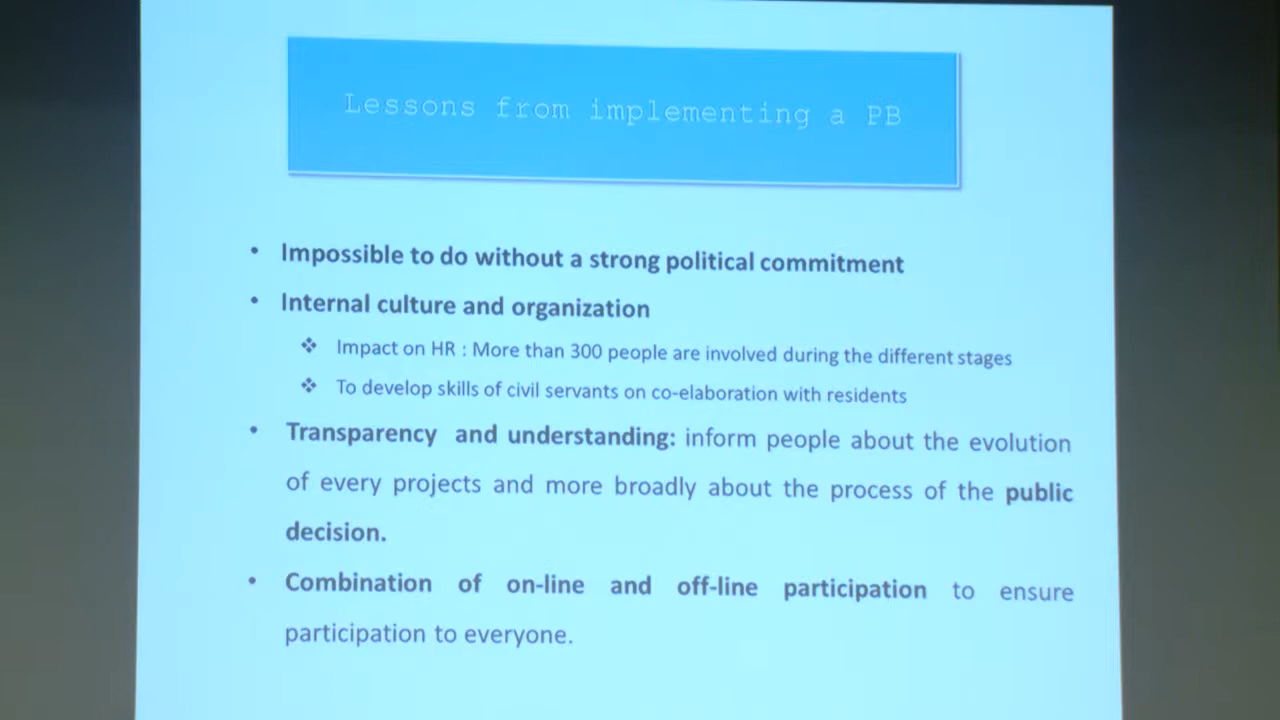 Lessons from implementing a PB
• Impossible to do without a strong political commitment
• Internal culture and organization
❖ Impact on HR : More than 300 people are involved during the different stages
❖ To develop skills of civil servants on co-elaboration with residents
• Transparency and understanding: inform people about the evolution
of every projects and more broadly about the process of the public
decision.
• Combination of on-line and off-line participation to ensure
participation to everyone.